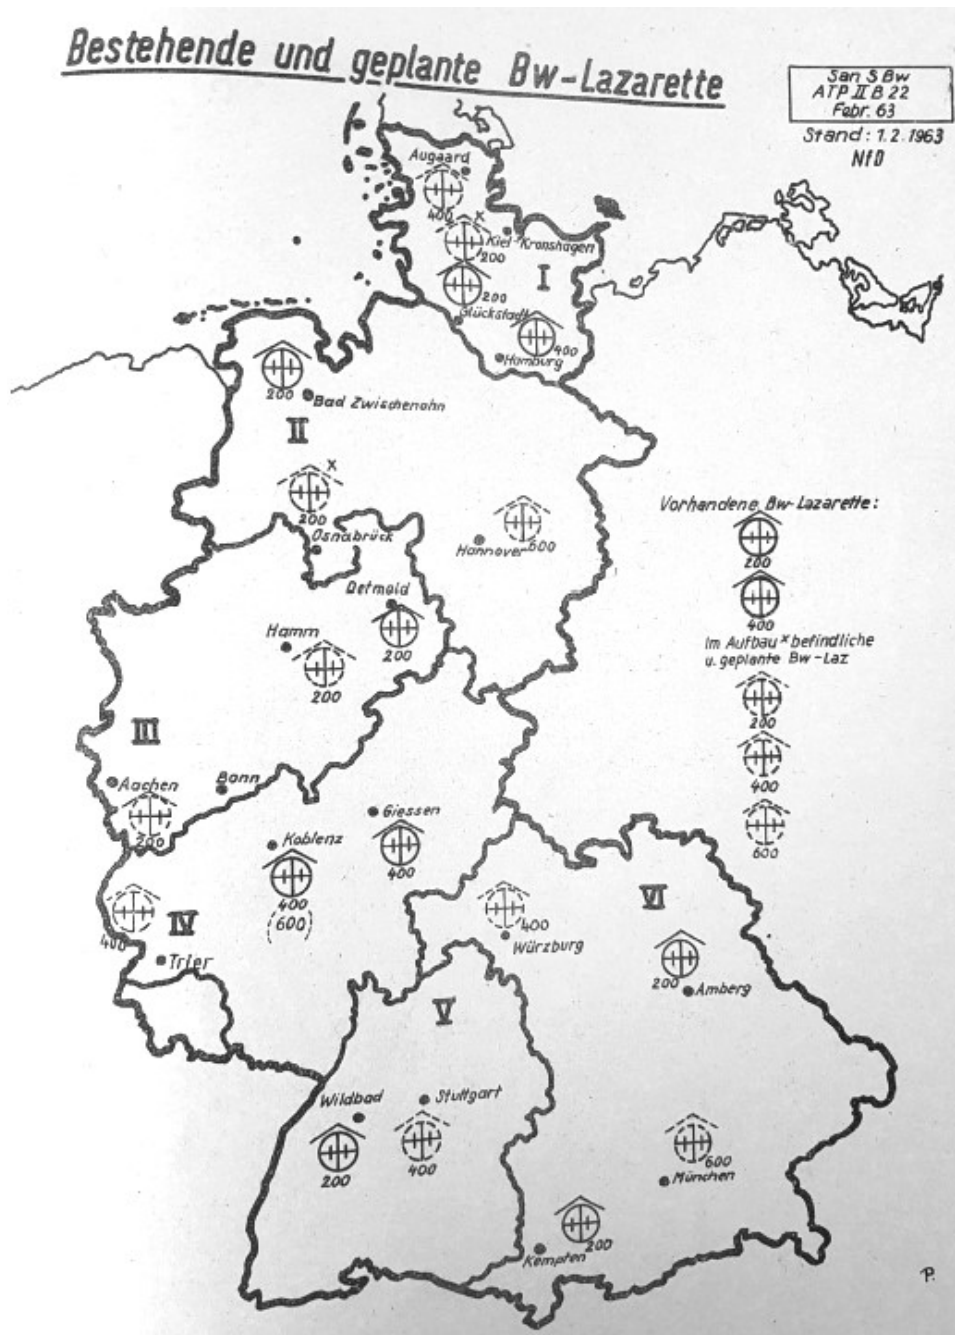 Bestehende und geplante Bw-Lazarette
San S Bw
ATP II B 22
Febr. 63
Stand: 1.2.1963
NfD
Augaard
400
x
Kiel-Kronshagen
200
I
200
Glückstadt
400
Hamburg
200
Bad Zwischenahn
II
x
200
Osnabrück
Hannover
600
Vorhandene Bw-Lazarette:
200
400
Im Aufbau x befindliche
u. geplante Bw-Laz
200
400
600
Detmold
200
Hamm
200
III
Aachen
200
Bonn
Giessen
400
Koblenz
400
(600)
400
IV
Trier
400
Würzburg
VI
200
Amberg
V
Wildbad
200
Stuttgart
400
600
München
200
Kempten
P.